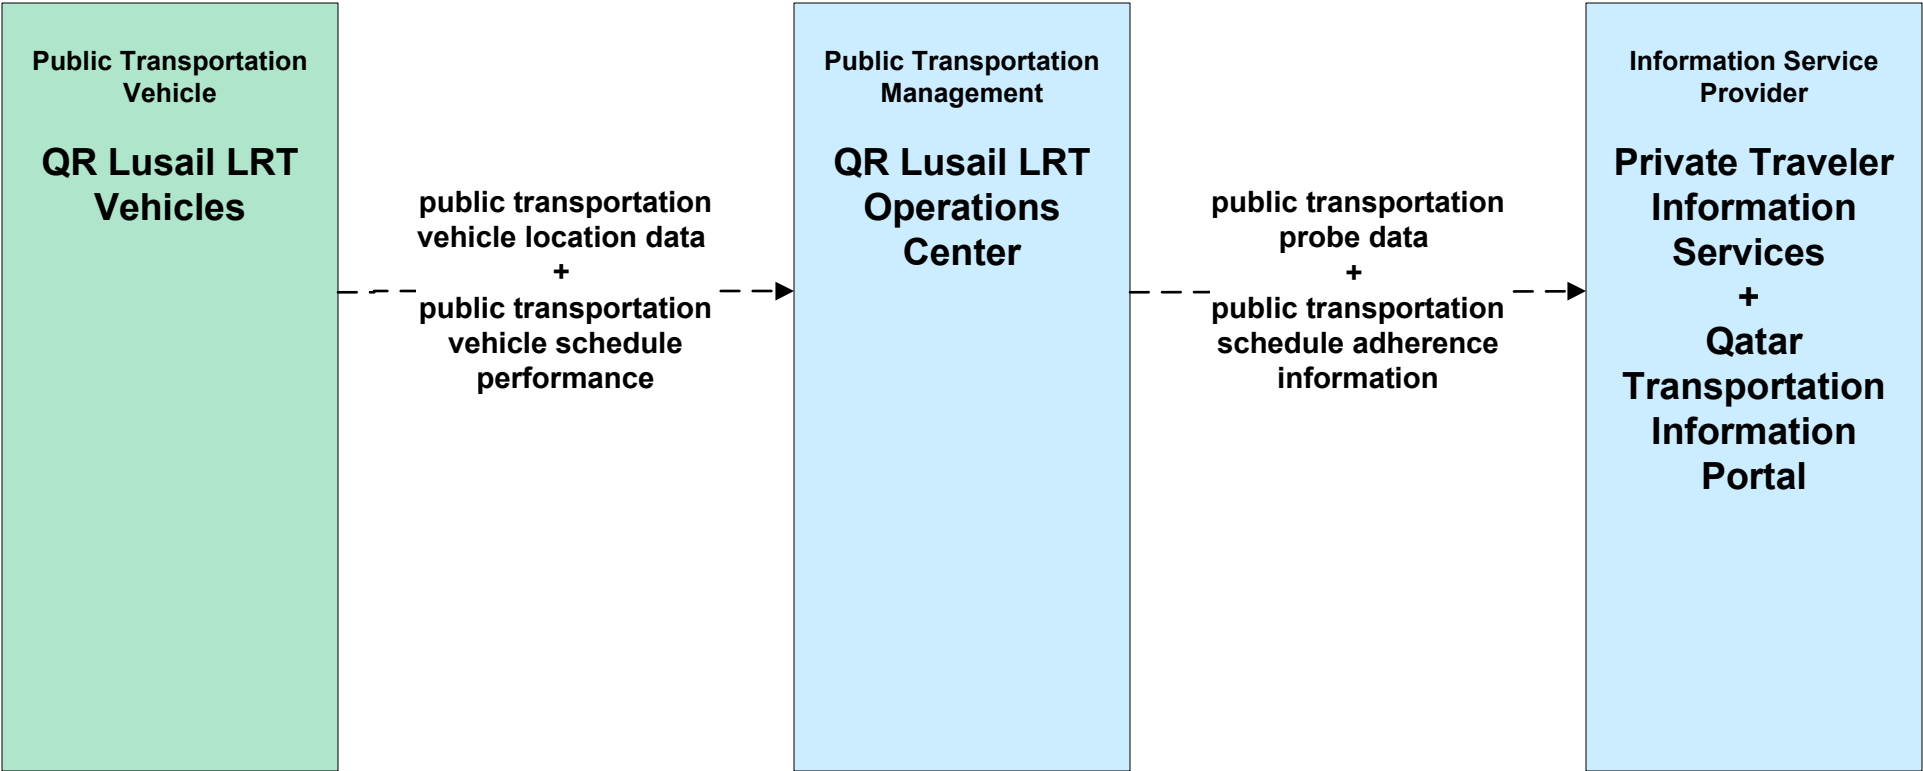 Public Transportation
Vehicle
QR Lusail LRT
Vehicles
public transportation
vehicle location data
+
public transportation
vehicle schedule
performance
Public Transportation
Management
QR Lusail LRT
Operations
Center
public transportation
probe data
+
public transportation
schedule adherence
information
Information Service
Provider
Private Traveler
Information
Services
+
Qatar
Transportation
Information
Portal